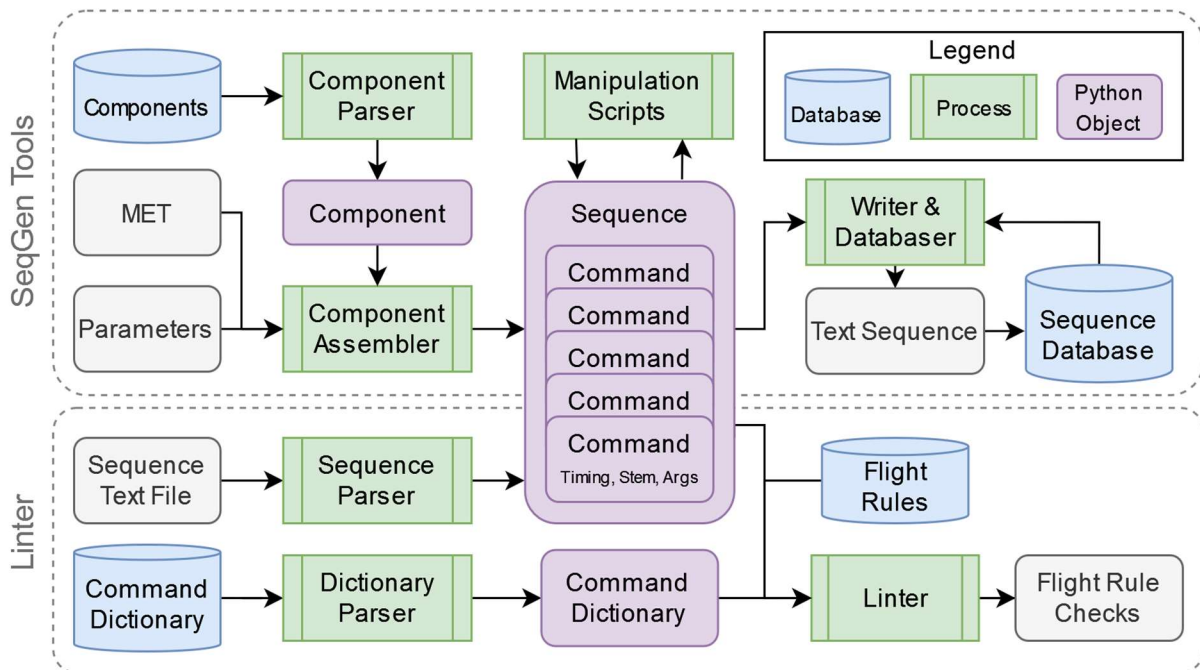 SeqGen Tools
Components
Component
Parser
Manipulation
Scripts
Legend
Database
Process
Python
Object
MET
Component
Sequence
Writer &
Databaser
Parameters
Component
Assembler
Command
Command
Command
Command
Command
Timing, Stem, Args
Text Sequence
Sequence
Database
Linter
Sequence
Text File
Sequence
Parser
Flight
Rules
Command
Dictionary
Dictionary
Parser
Command
Dictionary
Linter
Flight Rule
Checks